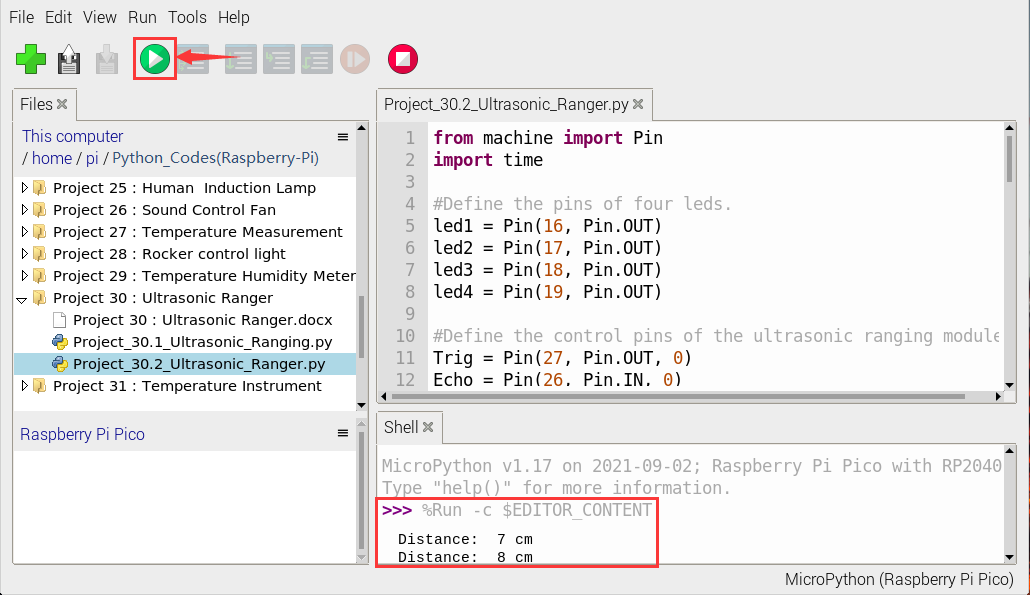 File Edit View Run Tools Help
Files
This computer
/ home / pi / Python_Codes(Raspberry-Pi)
Project 25 : Human  Induction Lamp
Project 26 : Sound Control Fan
Project 27 : Temperature Measurement
Project 28 : Rocker control light
Project 29 : Temperature Humidity Meter
Project 30 : Ultrasonic Ranger
Project 30 : Ultrasonic Ranger.docx
Project_30.1_Ultrasonic_Ranging.py
Project_30.2_Ultrasonic_Ranger.py
Project 31 : Temperature Instrument
Raspberry Pi Pico
Project_30.2_Ultrasonic_Ranger.py
1 from machine import Pin
2 import time
3
4 #Define the pins of four leds.
5 led1 = Pin(16, Pin.OUT)
6 led2 = Pin(17, Pin.OUT)
7 led3 = Pin(18, Pin.OUT)
8 led4 = Pin(19, Pin.OUT)
9
10 #Define the control pins of the ultrasonic ranging module
11 Trig = Pin(27, Pin.OUT, 0)
12 Echo = Pin(26, Pin.IN, 0)
Shell
MicroPython v1.17 on 2021-09-02; Raspberry Pi Pico with RP2040
Type "help()" for more information.
>>> %Run -c $EDITOR_CONTENT
Distance:  7 cm
Distance:  8 cm
MicroPython (Raspberry Pi Pico)